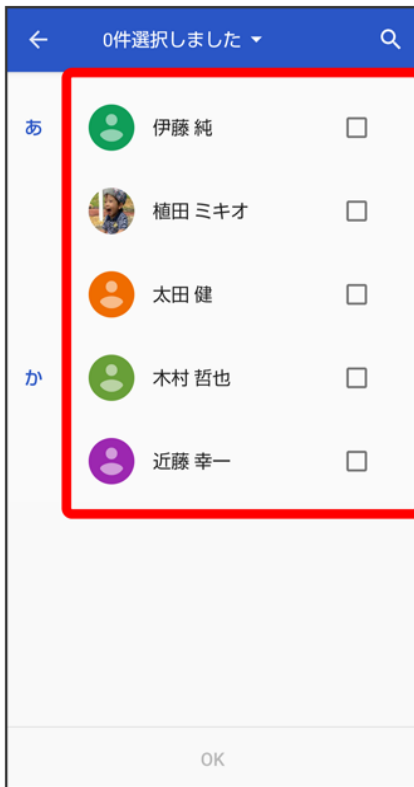 0件選択しました
あ
伊藤 純
植田 ミキオ
太田 健
か
木村 哲也
近藤 幸一
OK